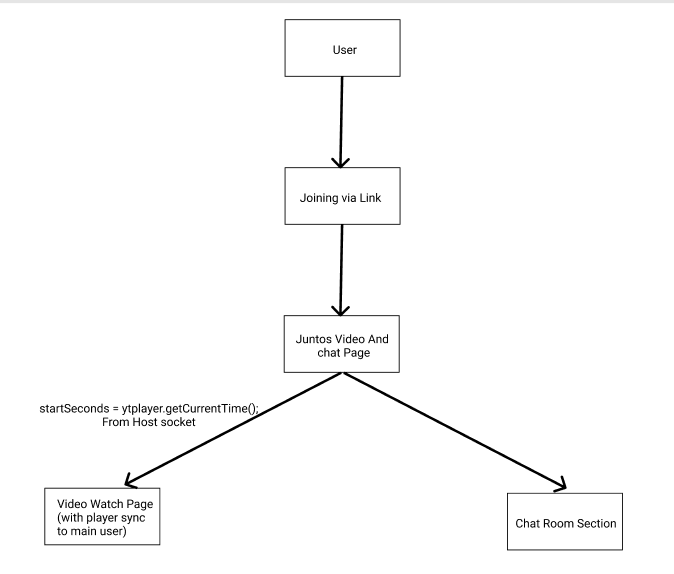 User
Joining via Link
Juntos Video And
chat Page
startSeconds = ytplayer.getCurrentTime();
From Host socket
Video Watch Page
(with player sync
to main user)
Chat Room Section